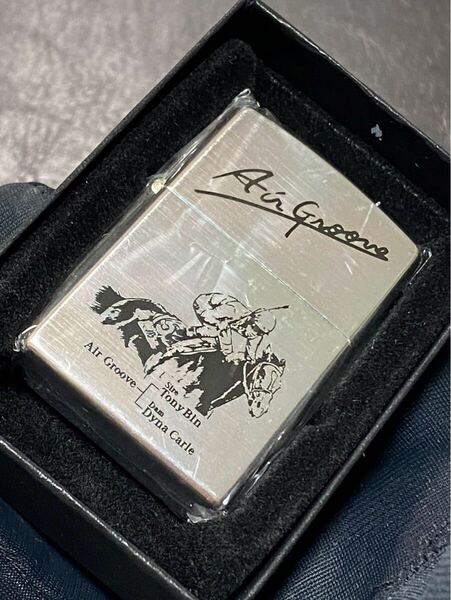 Air Groove
Air Groove
Sire
Tony Bin
Dam
Dyna Carle